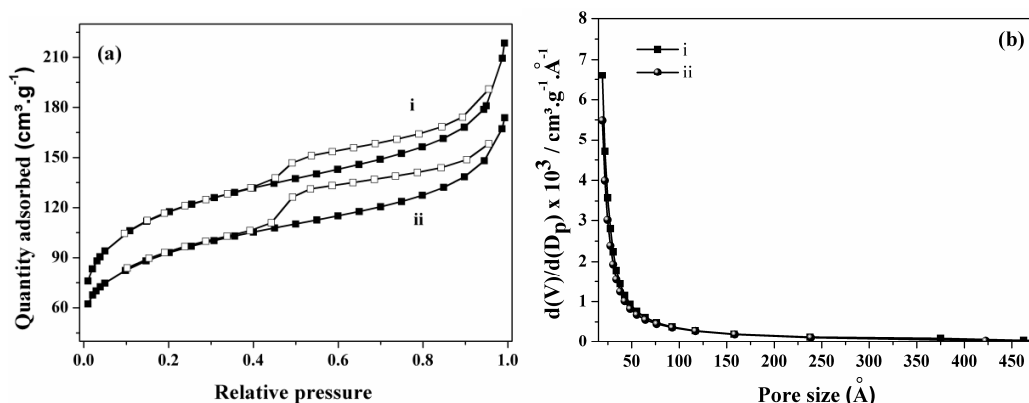 (a)
Quantity adsorbed (cm³.g⁻¹)
210
180
150
120
90
60
i
ii
0.0 0.2 0.4 0.6 0.8 1.0
Relative pressure
(b)
i
ii
d(V)/d(Dp) x 10³ / cm³.g⁻¹.Å⁻¹
8
7
6
5
4
3
2
1
0
50 100 150 200 250 300 350 400 450
Pore size (Å)